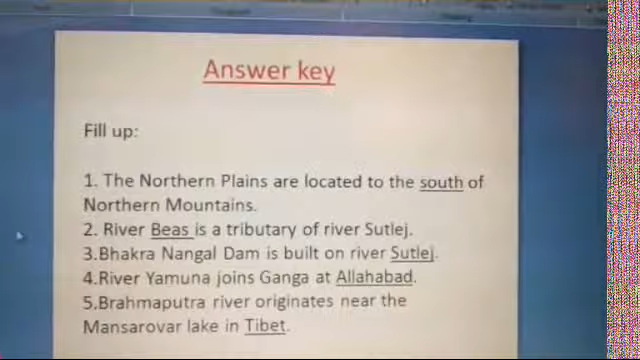 Answer key
Fill up:
1. The Northern Plains are located to the south of
Northern Mountains.
2. River Beas is a tributary of river Sutlej.
3.Bhakra Nangal Dam is built on river Sutlej.
4.River Yamuna joins Ganga at Allahabad.
5.Brahmaputra river originates near the
Mansarovar lake in Tibet.